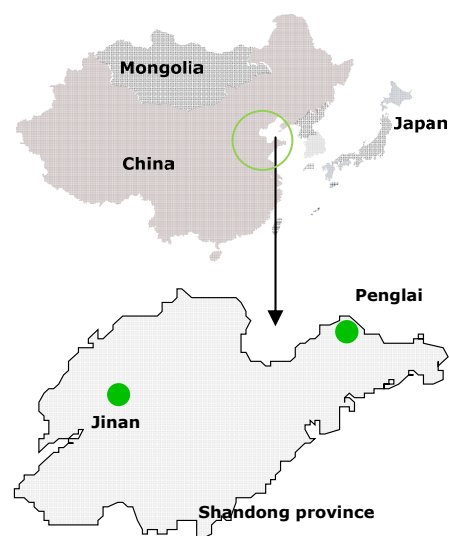 Mongolia
Japan
China
Penglai
Jinan
Shandong province